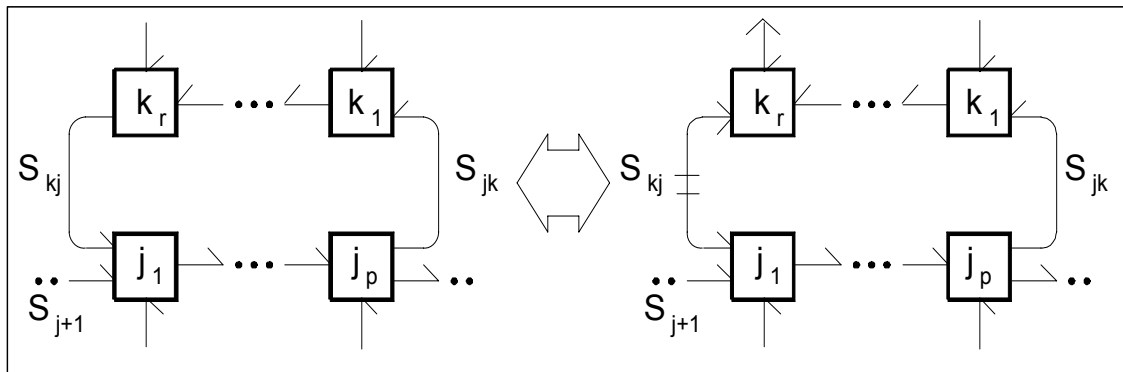 k r ••• k 1 k r ••• k 1
S kj S jk S kj S jk
j 1 ••• j p j 1 ••• j p
•• S j+1 •• •• S j+1 ••